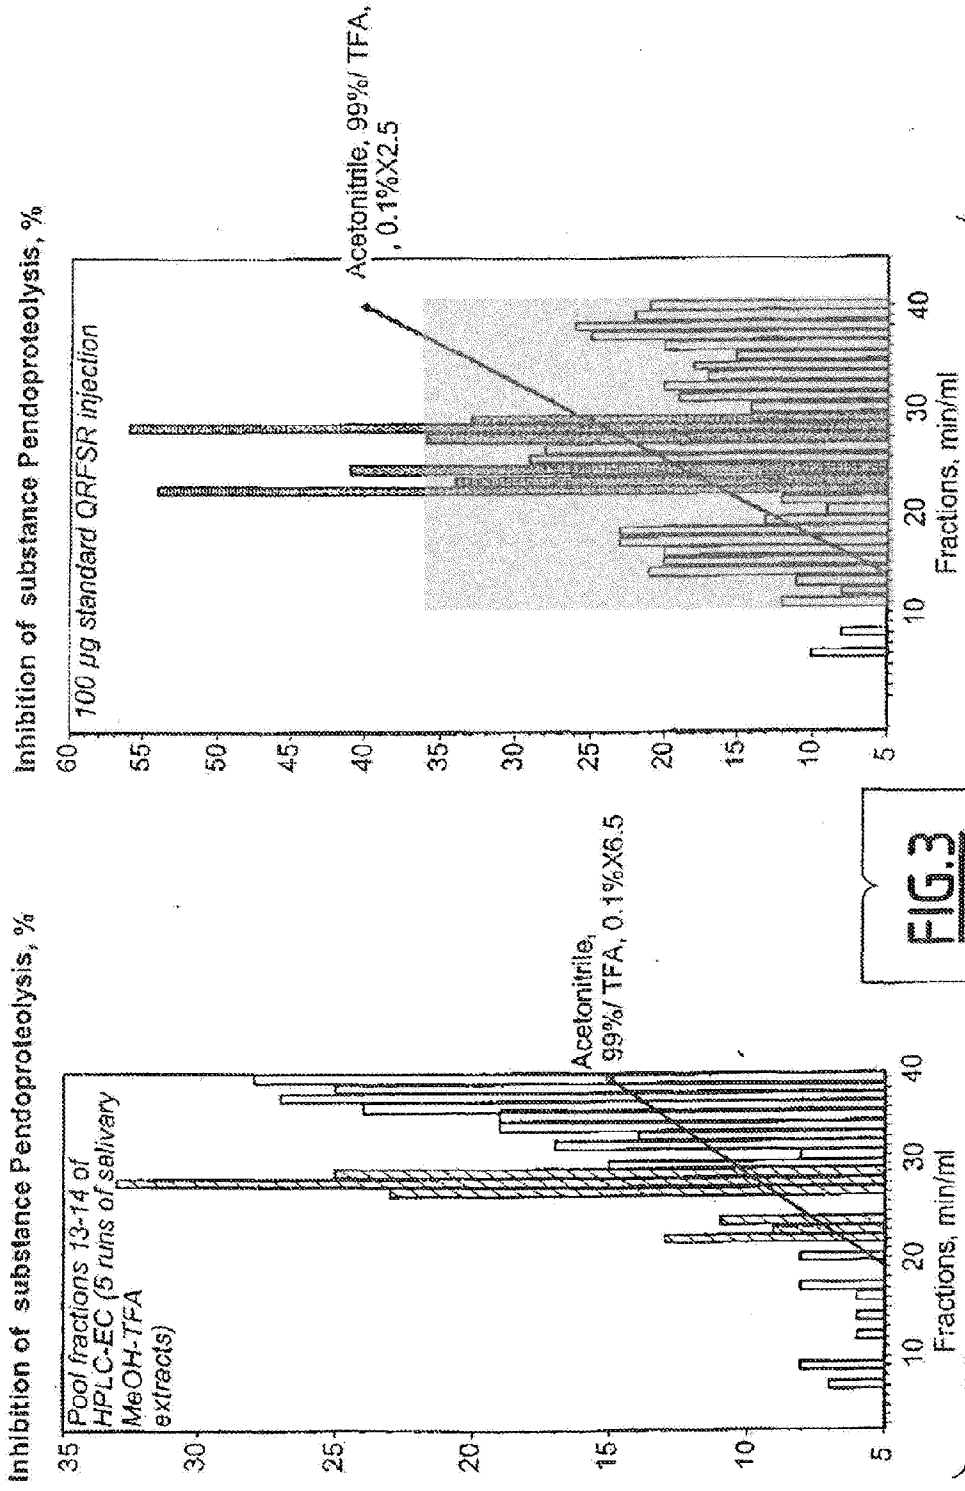 Inhibition of substance Pendoproteolysis, %
35
30
25
20
15
10
5
Pool fractions 13-14 of
HPLC-EC (5 runs of salivary
MeOH-TFA
extracts)
Acetonitrile,
99%/ TFA, 0.1%X6.5
10
20
30
40
Fractions, min/ml
Inhibition of substance Pendoproteolysis, %
60
55
50
45
40
35
30
25
20
15
10
5
100 µg standard QRFSR injection
Acetonitrile, 99%/ TFA,
, 0.1%X2.5
10
20
30
40
Fractions, min/ml
FIG.3